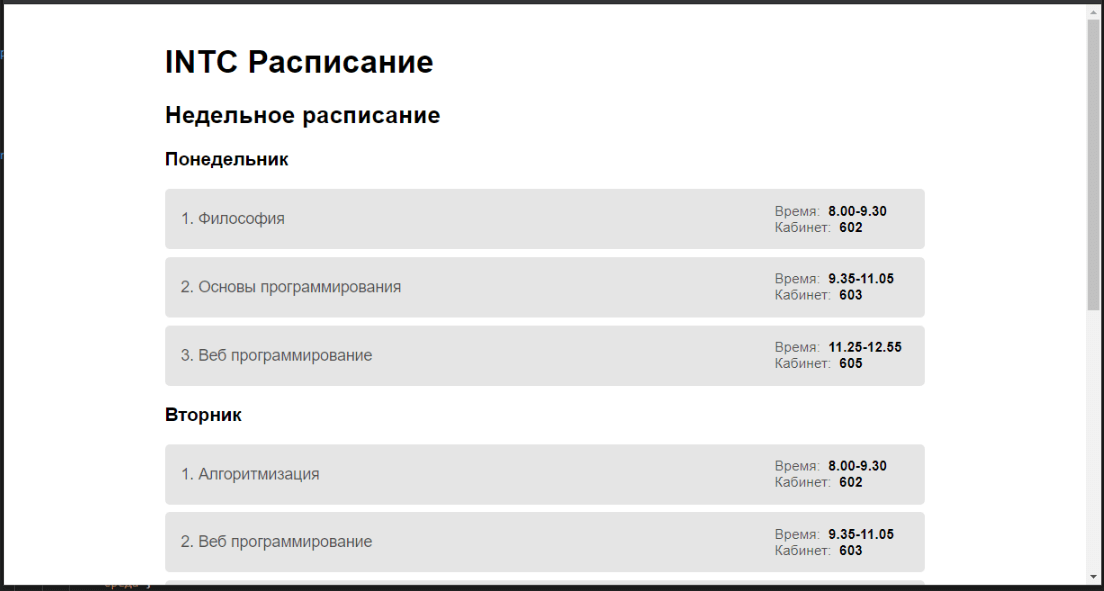 INTC Расписание
Недельное расписание
Понедельник
1. Философия
Время: 8.00-9.30
Кабинет: 602
2. Основы программирования
Время: 9.35-11.05
Кабинет: 603
3. Веб программирование
Время: 11.25-12.55
Кабинет: 605
Вторник
1. Алгоритмизация
Время: 8.00-9.30
Кабинет: 602
2. Веб программирование
Время: 9.35-11.05
Кабинет: 603